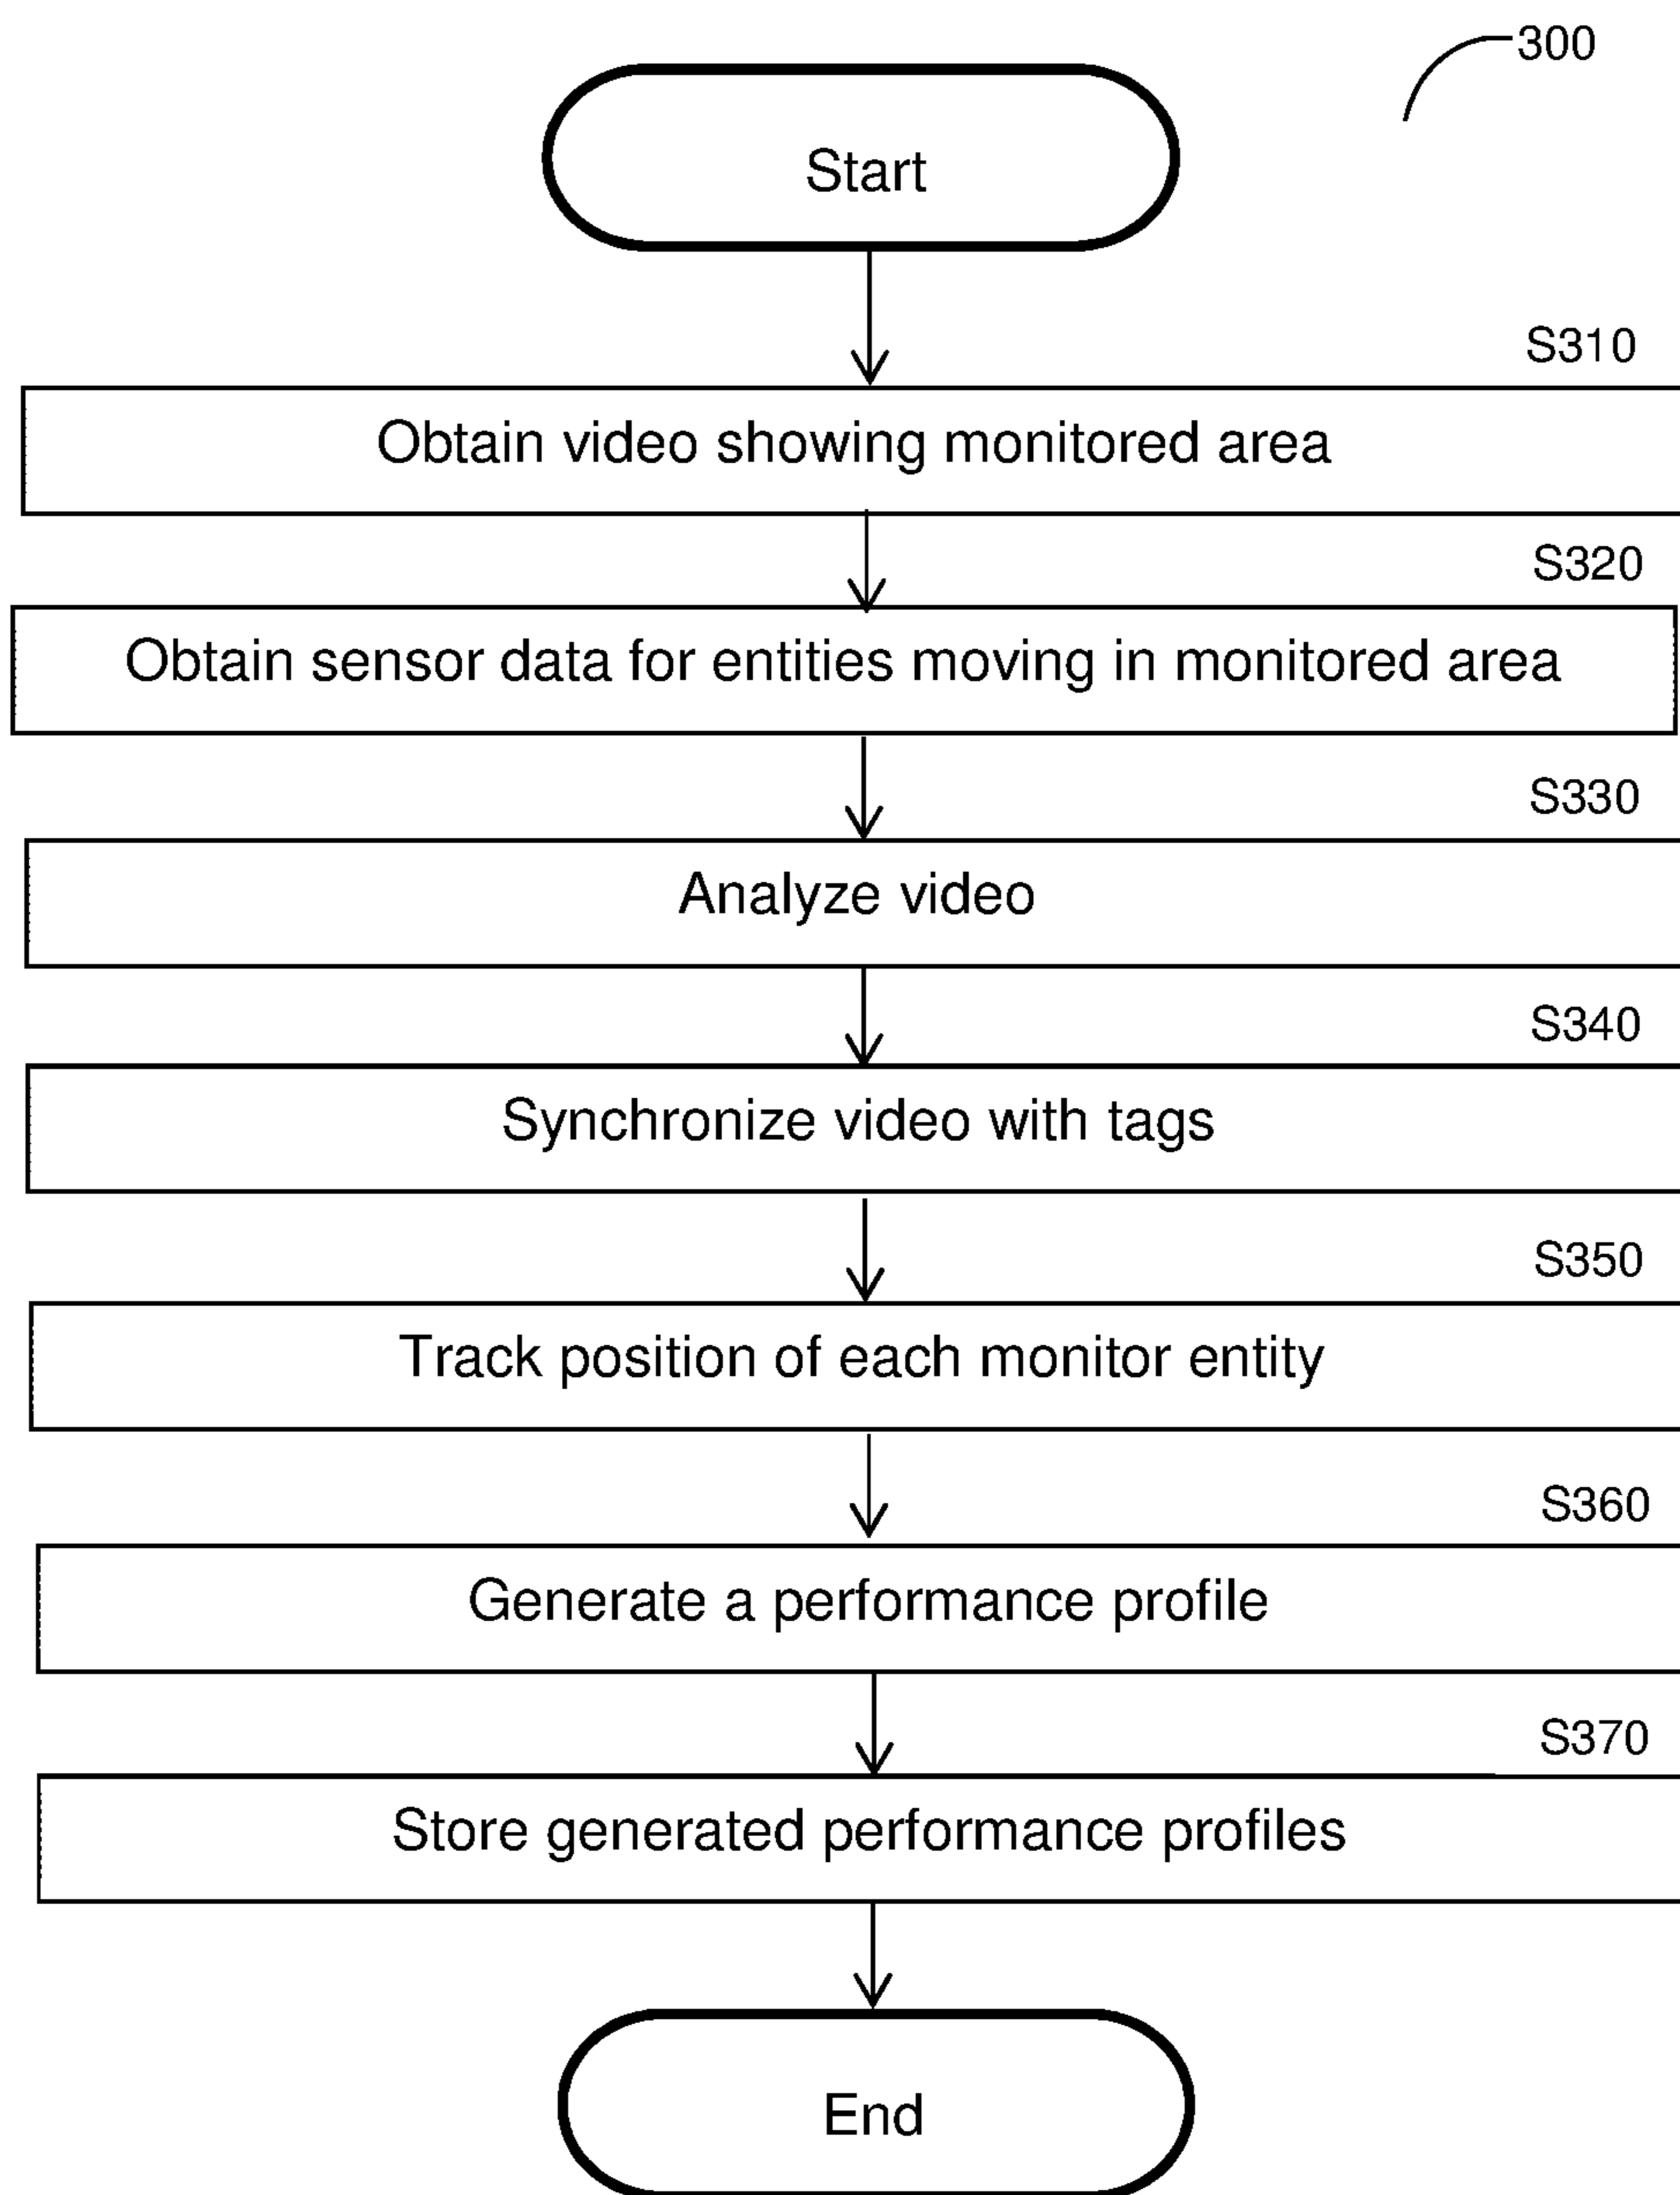 300
Start
S310
Obtain video showing monitored area
S320
Obtain sensor data for entities moving in monitored area
S330
Analyze video
S340
Synchronize video with tags
S350
Track position of each monitor entity
S360
Generate a performance profile
S370
Store generated performance profiles
End